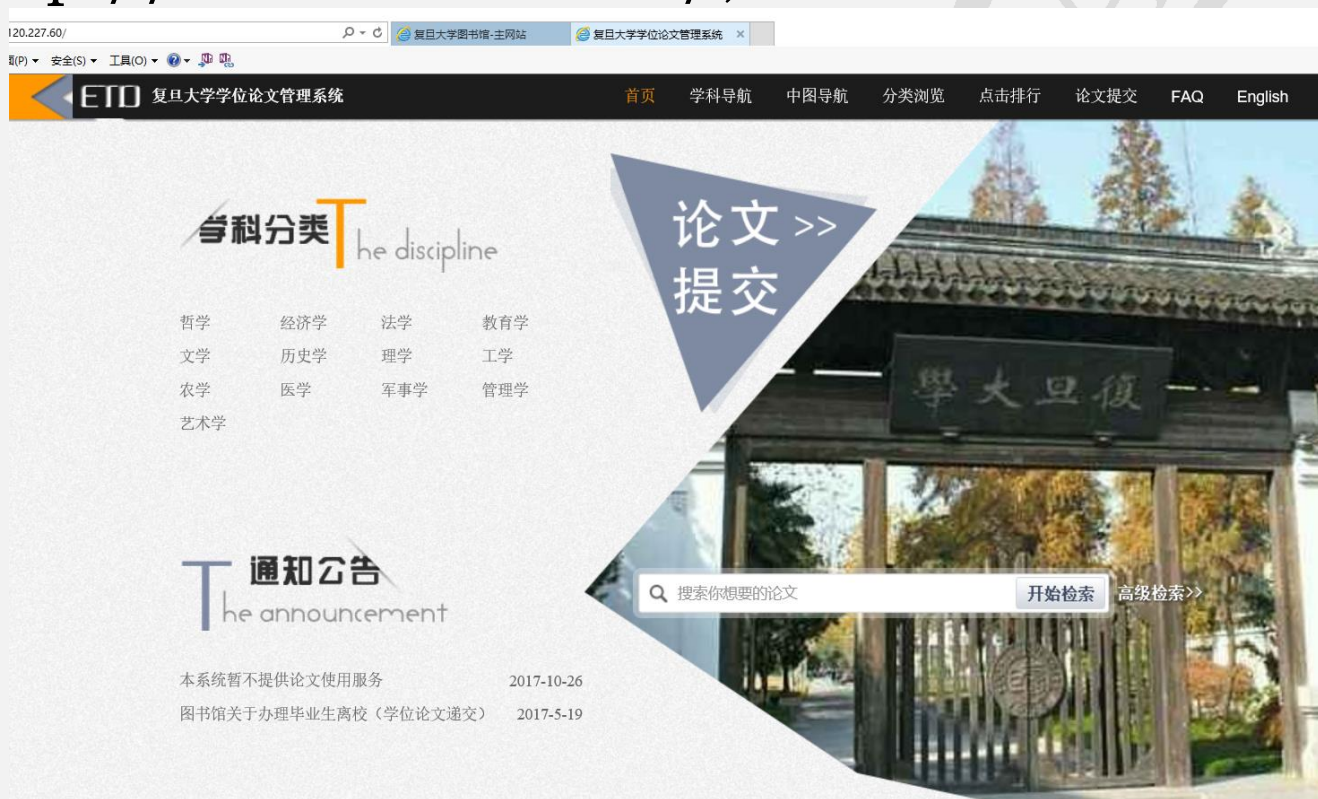 120.227.60/
复旦大学图书馆-主网站
复旦大学学位论文管理系统 ×
(P) 安全(S) 工具(O)
ETD 复旦大学学位论文管理系统
首页 学科导航 中图导航 分类浏览 点击排行 论文提交 FAQ English
学科分类
The discipline
哲学 经济学 法学 教育学
文学 历史学 理学 工学
农学 医学 军事学 管理学
艺术学
论文>>
提交
學大旦復
搜索你想要的论文 开始检索 高级检索>>
通知公告
The announcement
本系统暂不提供论文使用服务 2017-10-26
图书馆关于办理毕业生离校（学位论文递交） 2017-5-19